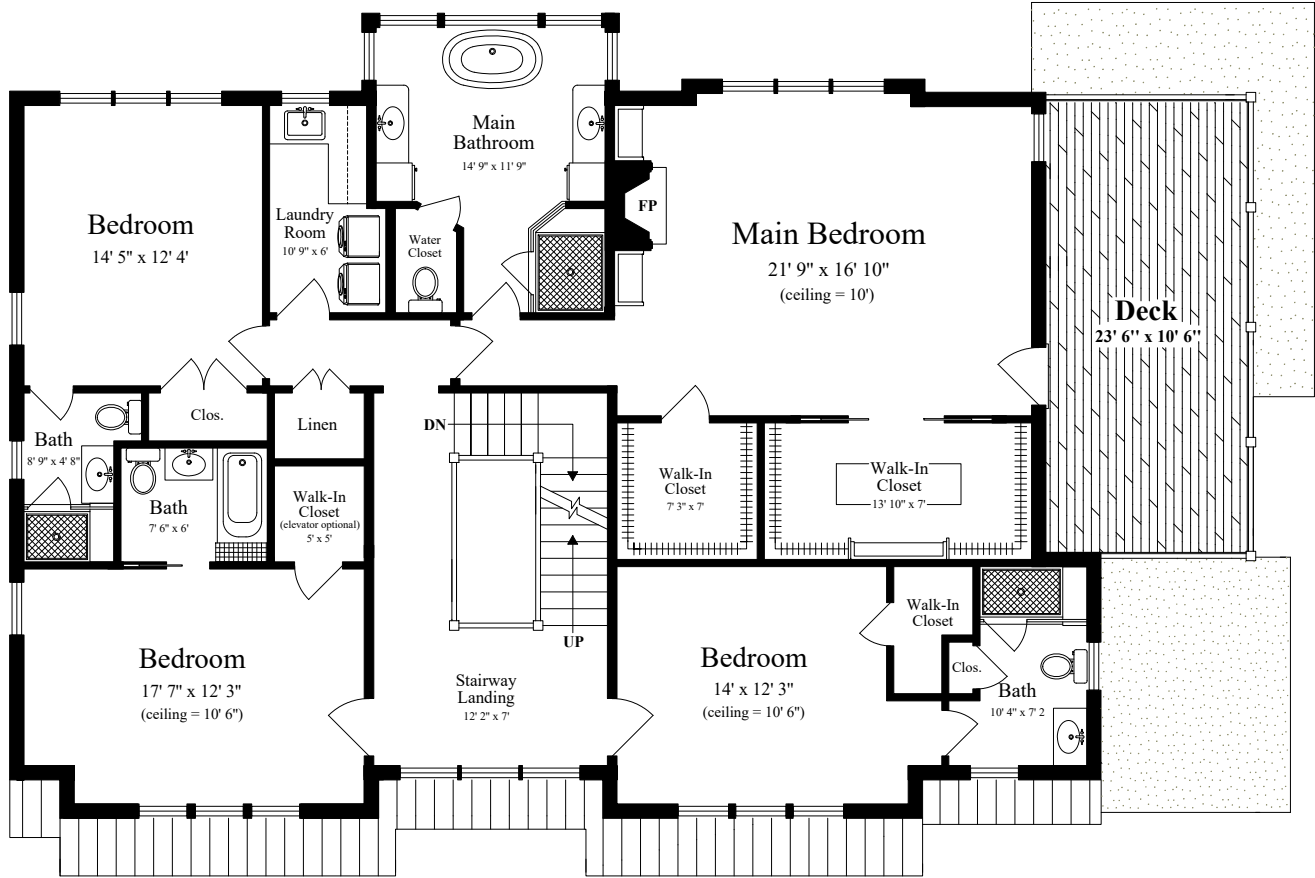 Main
Bathroom
14' 9" x 11' 9"
Bedroom
14' 5" x 12' 4'
Laundry
Room
10' 9" x 6'
Water
Closet
FP
Main Bedroom
21' 9" x 16' 10"
(ceiling = 10')
Deck
23' 6" x 10' 6"
Clos.
Linen
DN
Bath
8' 9" x 4' 8"
Bath
7' 6" x 6'
Walk-In
Closet
(elevator optional)
5' x 5'
Walk-In
Closet
7' 3" x 7'
Walk-In
Closet
13' 10" x 7'
UP
Bedroom
17' 7" x 12' 3"
(ceiling = 10' 6")
Stairway
Landing
12' 2" x 7'
Bedroom
14' x 12' 3"
(ceiling = 10' 6")
Walk-In
Closet
Clos.
Bath
10' 4" x 7' 2